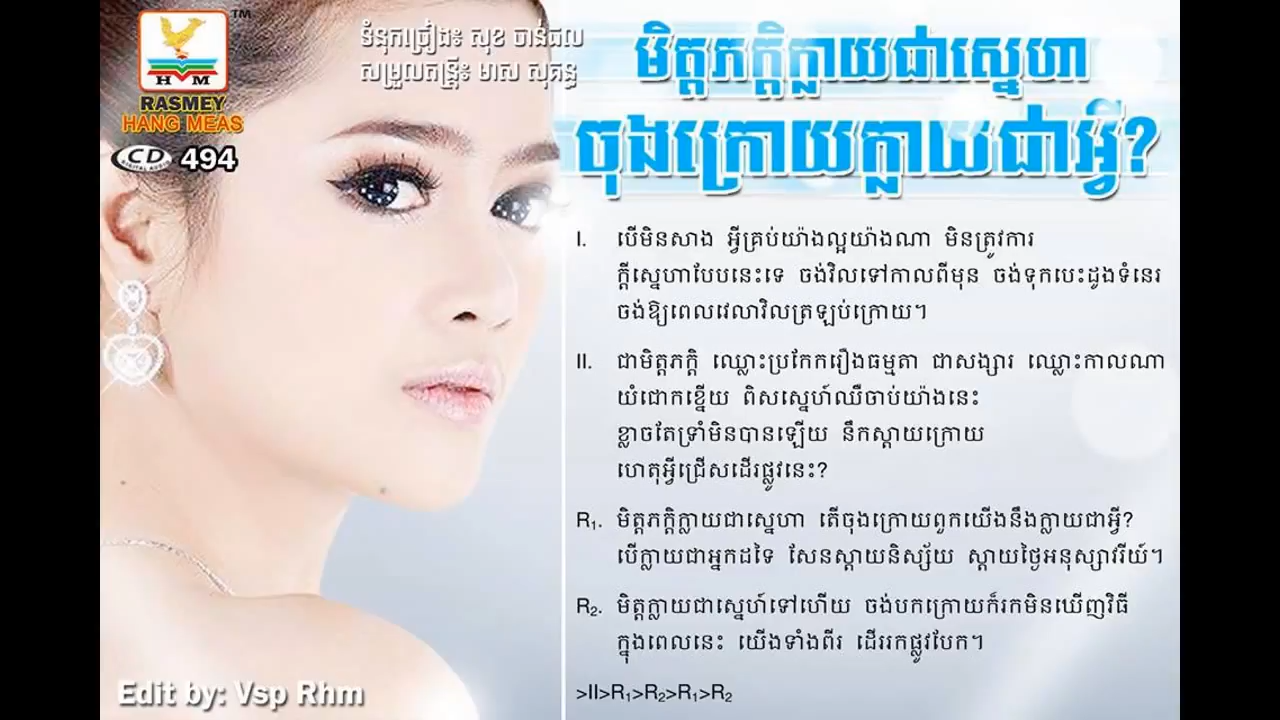 TM
HM
RASMEY
HANG MEAS
CD
DIGITAL AUDIO
494
ទំនុកច្រៀង៖ សុខ ចាន់ផល
សម្រួលតន្ត្រី៖ មាស សុគន្ធ
មិត្តភក្តិក្លាយជាស្នេហា
ចុងក្រោយក្លាយជាអ្វី?
I. បើមិនសាង អ្វីគ្រប់យ៉ាងល្អយ៉ាងណា មិនត្រូវការ
ក្តីស្នេហាបែបនេះទេ ចង់វិលទៅកាលពីមុន ចង់ទុកបេះដូងទំនេរ
ចង់ឱ្យពេលវេលាវិលត្រឡប់ក្រោយ។
II. ជាមិត្តភក្តិ ឈ្លោះប្រកែករឿងធម្មតា ជាសង្សារ ឈ្លោះកាលណា
យំជោកខ្នើយ ពិសស្នេហ៍ឈឺចាប់យ៉ាងនេះ
ខ្លាចតែទ្រាំមិនបានឡើយ នឹកស្តាយក្រោយ
ហេតុអ្វីជ្រើសដើរផ្លូវនេះ?
R1. មិត្តភក្តិក្លាយជាស្នេហា តើចុងក្រោយពួកយើងនឹងក្លាយជាអ្វី?
បើក្លាយជាអ្នកដទៃ សែនស្តាយនិស្ស័យ ស្តាយថ្ងៃអនុស្សាវរីយ៍។
R2. មិត្តក្លាយជាស្នេហ៍ទៅហើយ ចង់បកក្រោយក៏រកមិនឃើញវិធី
ក្នុងពេលនេះ យើងទាំងពីរ ដើររកផ្លូវបែក។
>II>R1>R2>R1>R2
Edit by: Vsp Rhm